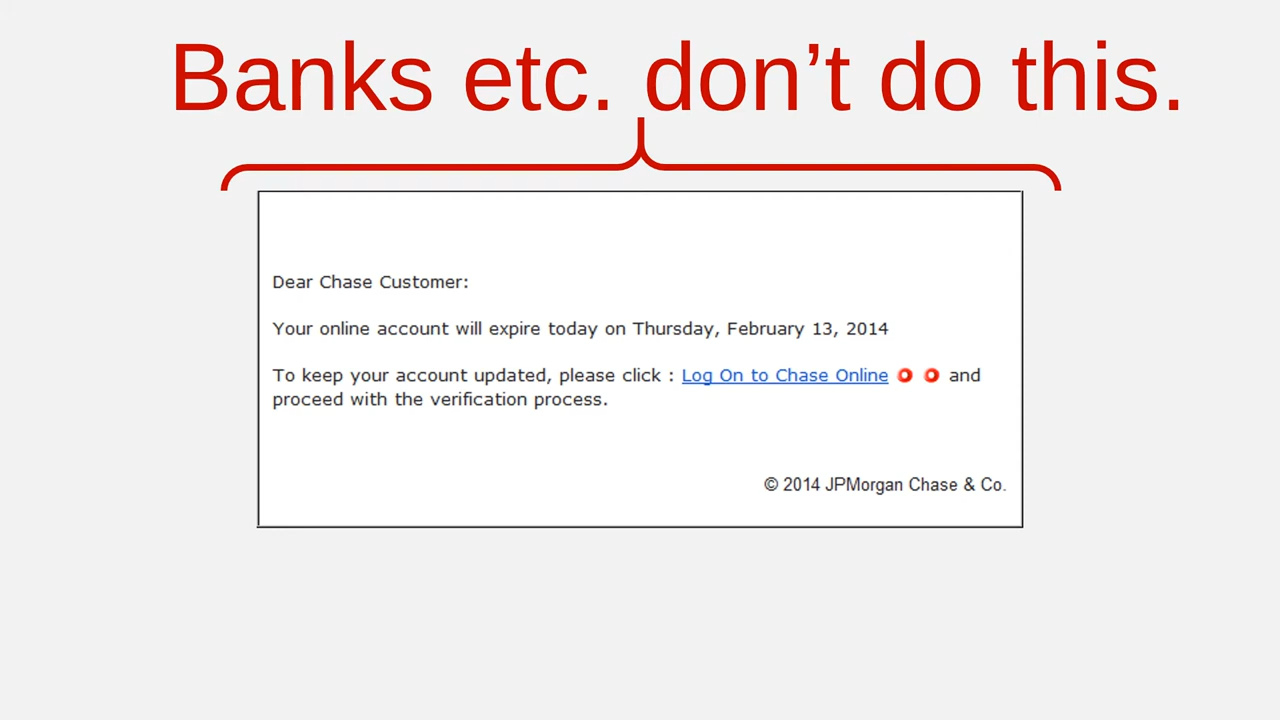 Banks etc. don’t do this.
Dear Chase Customer:
Your online account will expire today on Thursday, February 13, 2014
To keep your account updated, please click : Log On to Chase Online and
proceed with the verification process.
© 2014 JPMorgan Chase & Co.